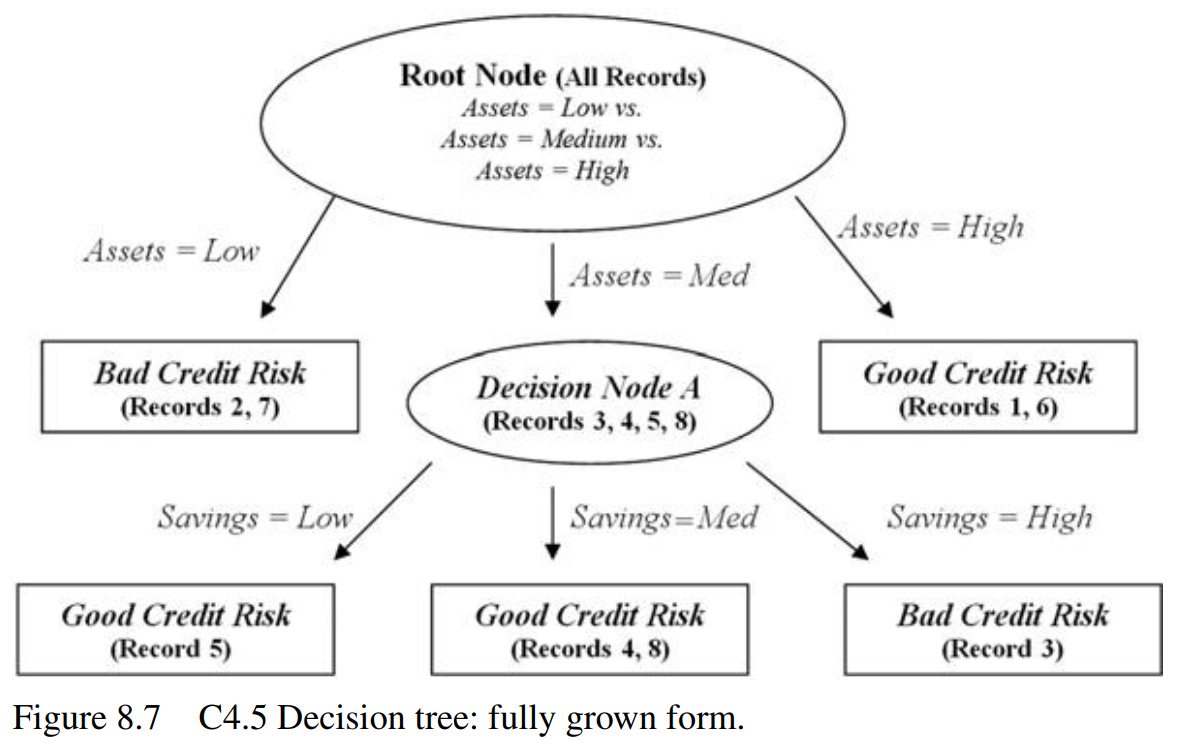 Root Node (All Records)
Assets = Low vs.
Assets = Medium vs.
Assets = High
Assets = Low
Assets = Med
Assets = High
Bad Credit Risk
(Records 2, 7)
Decision Node A
(Records 3, 4, 5, 8)
Good Credit Risk
(Records 1, 6)
Savings = Low
Savings=Med
Savings = High
Good Credit Risk
(Record 5)
Good Credit Risk
(Records 4, 8)
Bad Credit Risk
(Record 3)
Figure 8.7 C4.5 Decision tree: fully grown form.